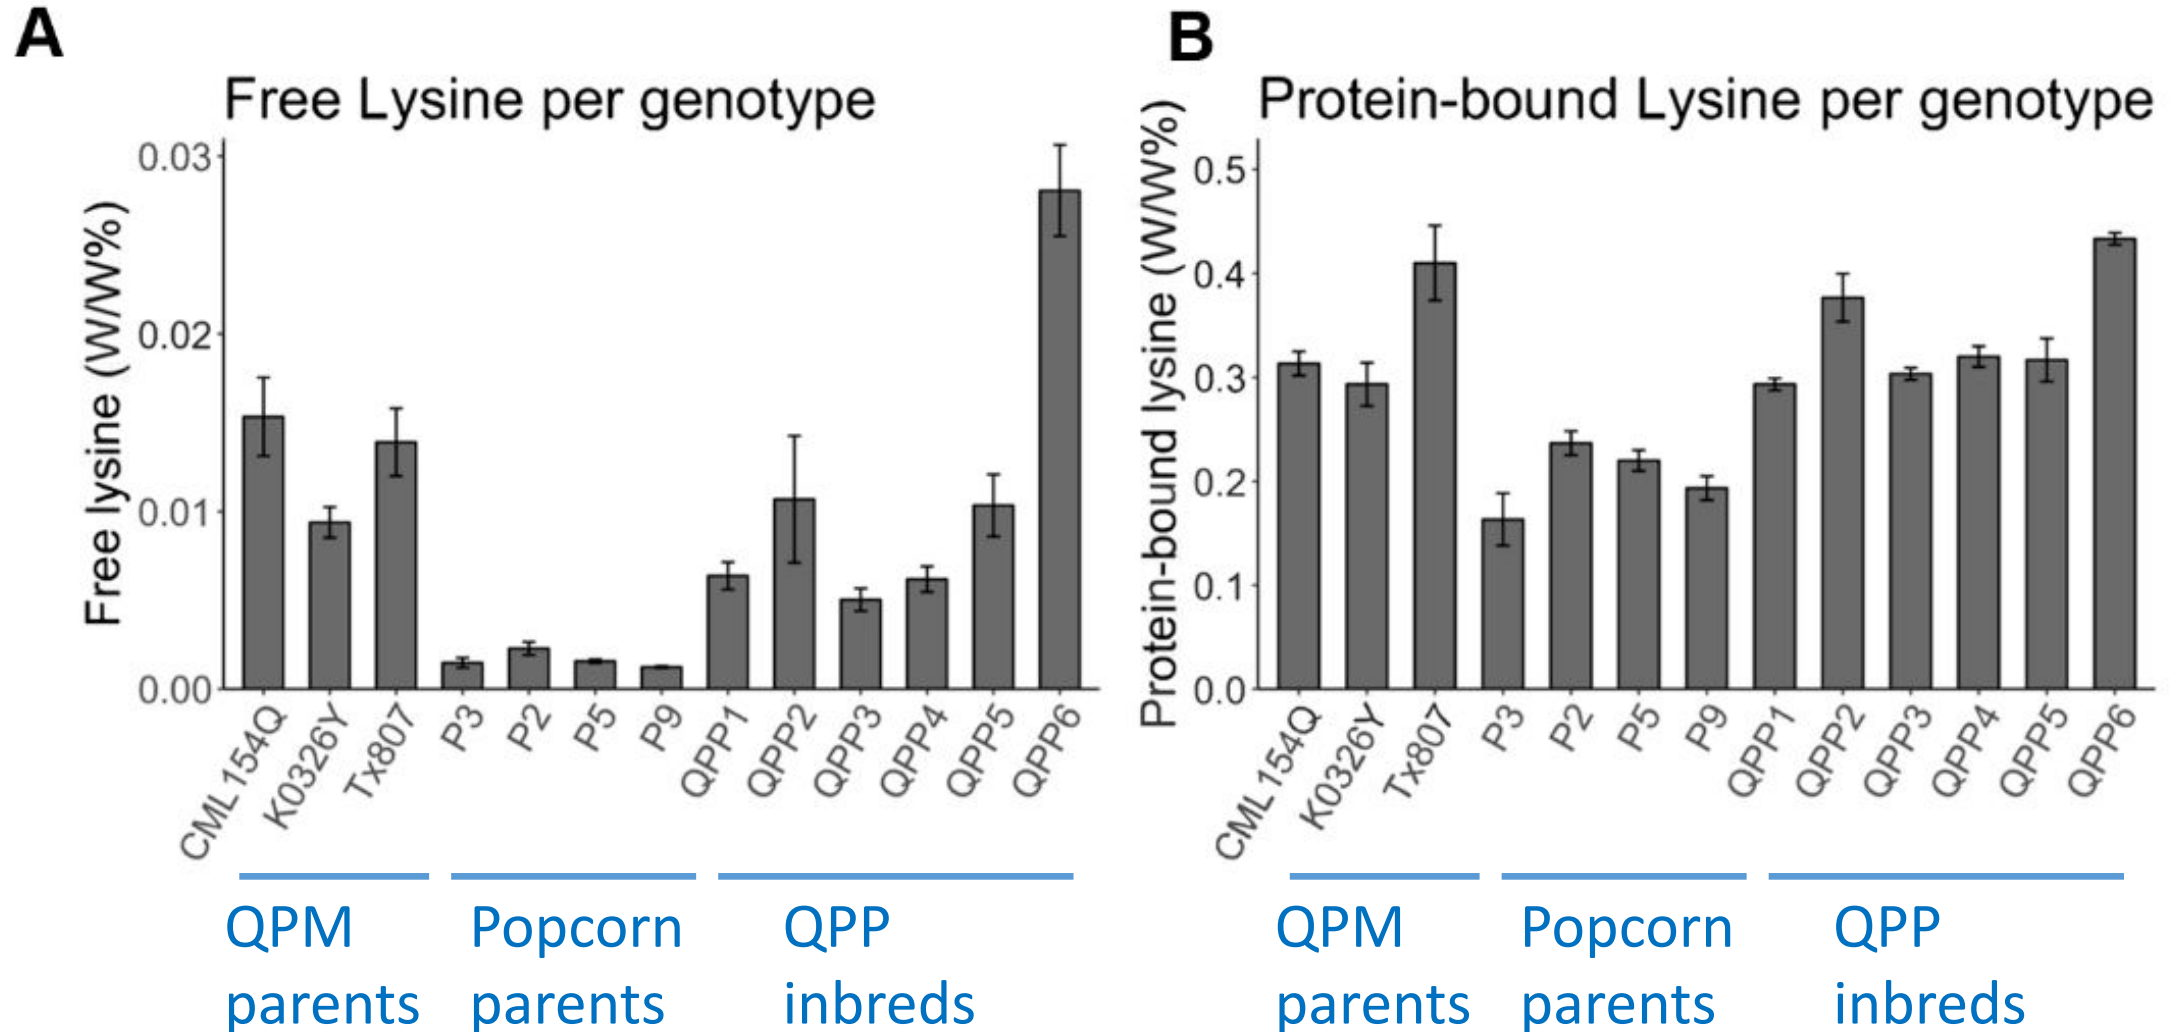 A
Free Lysine per genotype
Free lysine (W/W%)
0.03
0.02
0.01
0.00
CML154Q
K0326Y
Tx807
P3
P2
P5
P9
QPP1
QPP2
QPP3
QPP4
QPP5
QPP6
QPM
parents
Popcorn
parents
QPP
inbreds
B
Protein-bound Lysine per genotype
Protein-bound lysine (W/W%)
0.5
0.4
0.3
0.2
0.1
0.0
CML154Q
K0326Y
Tx807
P3
P2
P5
P9
QPP1
QPP2
QPP3
QPP4
QPP5
QPP6
QPM
parents
Popcorn
parents
QPP
inbreds